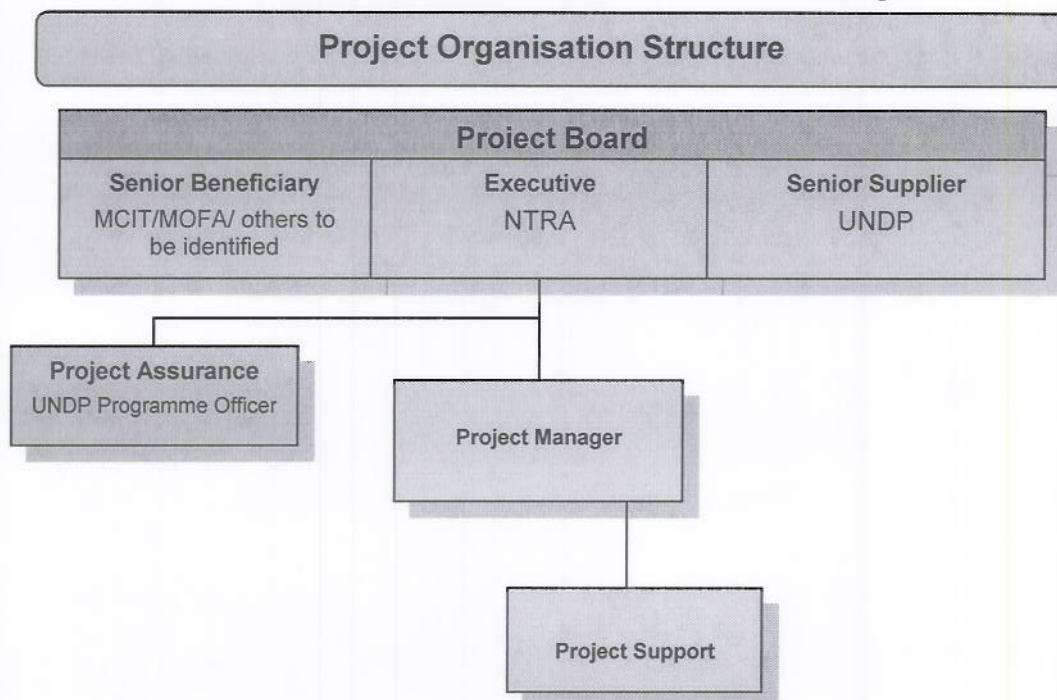 Project Organisation Structure
Project Board
Senior Beneficiary
MCIT/MOFA/ others to
be identified
Executive
NTRA
Senior Supplier
UNDP
Project Assurance
UNDP Programme Officer
Project Manager
Project Support